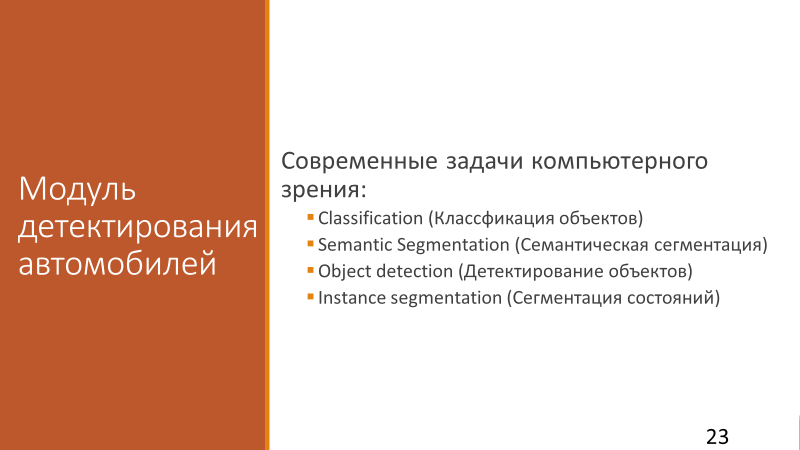 Модуль
детектирования
автомобилей
Современные задачи компьютерного
зрения:
▪ Classification (Классфикация объектов)
▪ Semantic Segmentation (Семантическая сегментация)
▪ Object detection (Детектирование объектов)
▪ Instance segmentation (Сегментация состояний)
23